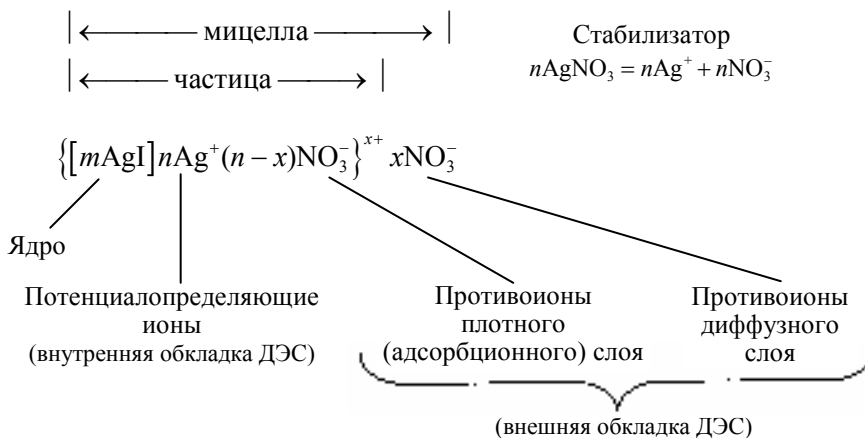 мицелла
частица
Стабилизатор
nAgNO₃ = nAg⁺ + nNO₃⁻
{[mAgI]nAg⁺(n − x)NO₃⁻}ˣ⁺ xNO₃⁻
Ядро
Потенциалопределяющие
ионы
(внутренняя обкладка ДЭС)
Противоионы
плотного
(адсорбционного) слоя
Противоионы
диффузного
слоя
(внешняя обкладка ДЭС)